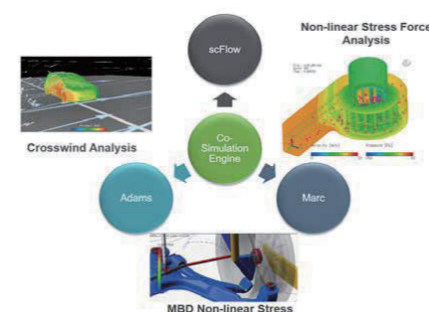 scFlow
Non-linear Stress Force
Analysis
Crosswind Analysis
Co-
Simulation
Engine
Adams
Marc
MBD Non-linear Stress